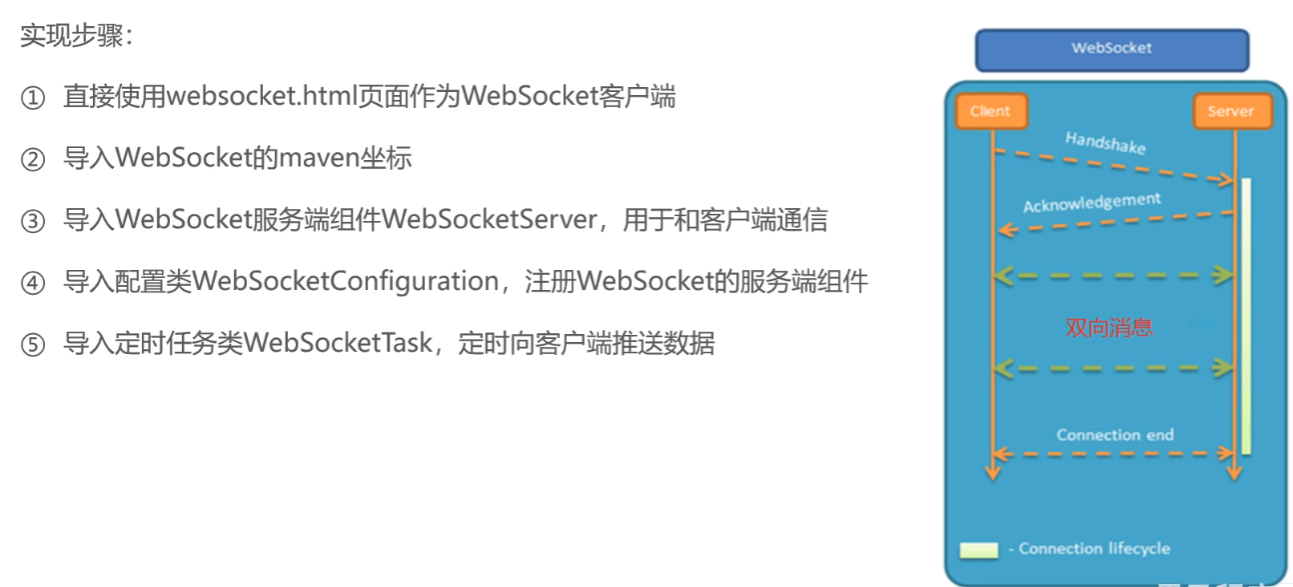 实现步骤：
① 直接使用websocket.html页面作为WebSocket客户端
② 导入WebSocket的maven坐标
③ 导入WebSocket服务端组件WebSocketServer，用于和客户端通信
④ 导入配置类WebSocketConfiguration，注册WebSocket的服务端组件
⑤ 导入定时任务类WebSocketTask，定时向客户端推送数据
WebSocket
Client
Server
Handshake
Acknowledgement
双向消息
Connection end
- Connection lifecycle